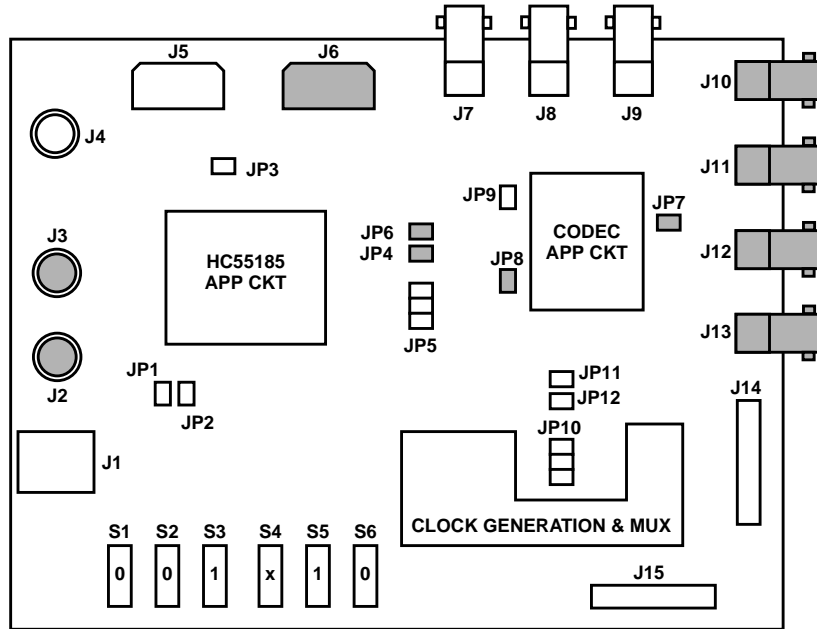 J5
J6
J7
J8
J9
J10
J4
JP3
J11
JP9
JP7
J3
JP6
JP4
HC55185
APP CKT
CODEC
APP CKT
JP8
J12
JP5
J13
J2
JP1
JP2
JP11
JP12
J14
JP10
J1
CLOCK GENERATION & MUX
S1 S2 S3 S4 S5 S6
0 0 1 x 1 0
J15